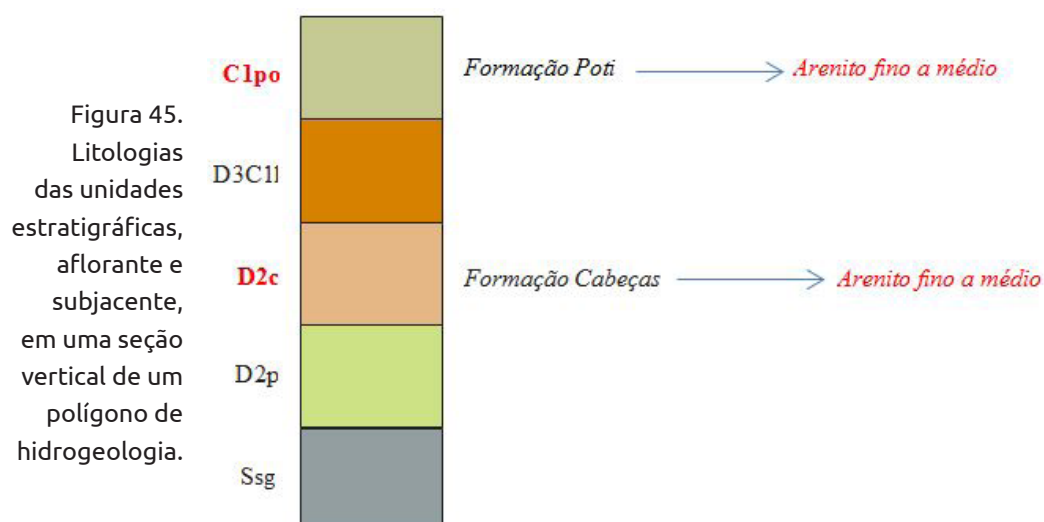 Figura 45.
Litologias
das unidades
estratigráficas,
aflorante e
subjacente,
em uma seção
vertical de um
polígono de
hidrogeologia.
C1po
Formação Poti
Arenito fino a médio
D3C1l
D2c
Formação Cabeças
Arenito fino a médio
D2p
Ssg